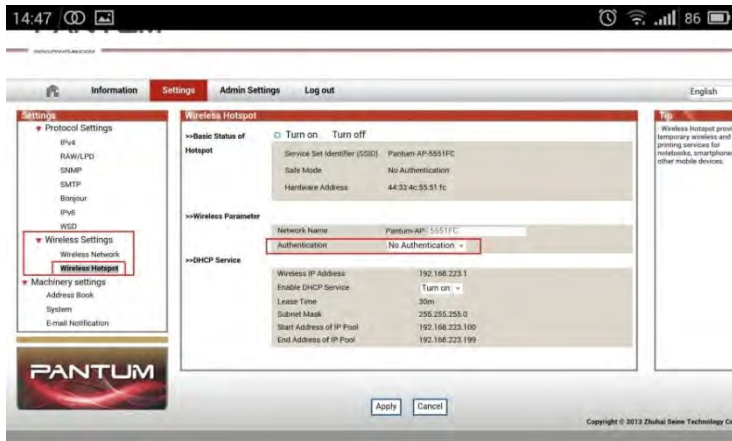 14:47 86
PANTUM
Information Settings Admin Settings Log out English
Settings
Protocol Settings
IPv4
RAW/LPD
SNMP
SMTP
Bonjour
IPv6
WSD
Wireless Settings
Wireless Network
Wireless Hotspot
Machinery settings
Address Book
System
E-mail Notification
PANTUM
Wireless Hotspot
>>Basic Status of Hotspot
Turn on Turn off
Service Set Identifier (SSID) Pantum-AP-5551FC
Safe Mode No Authentication
Hardware Address 44:33:4c:55:51:fc
>>Wireless Parameter
Network Name Pantum-AP- 5551FC
Authentication No Authentication
>>DHCP Service
Wireless IP Address 192.168.223.1
Enable DHCP Service Turn on
Lease Time 30m
Subnet Mask 255.255.255.0
Start Address of IP Pool 192.168.223.100
End Address of IP Pool 192.168.223.199
Apply Cancel
Tip
- Wireless Hotspot provi
temporary wireless and
printing services for
notebooks, smartphone
other mobile devices.
Copyright © 2013 Zhuhai Seine Technology Co